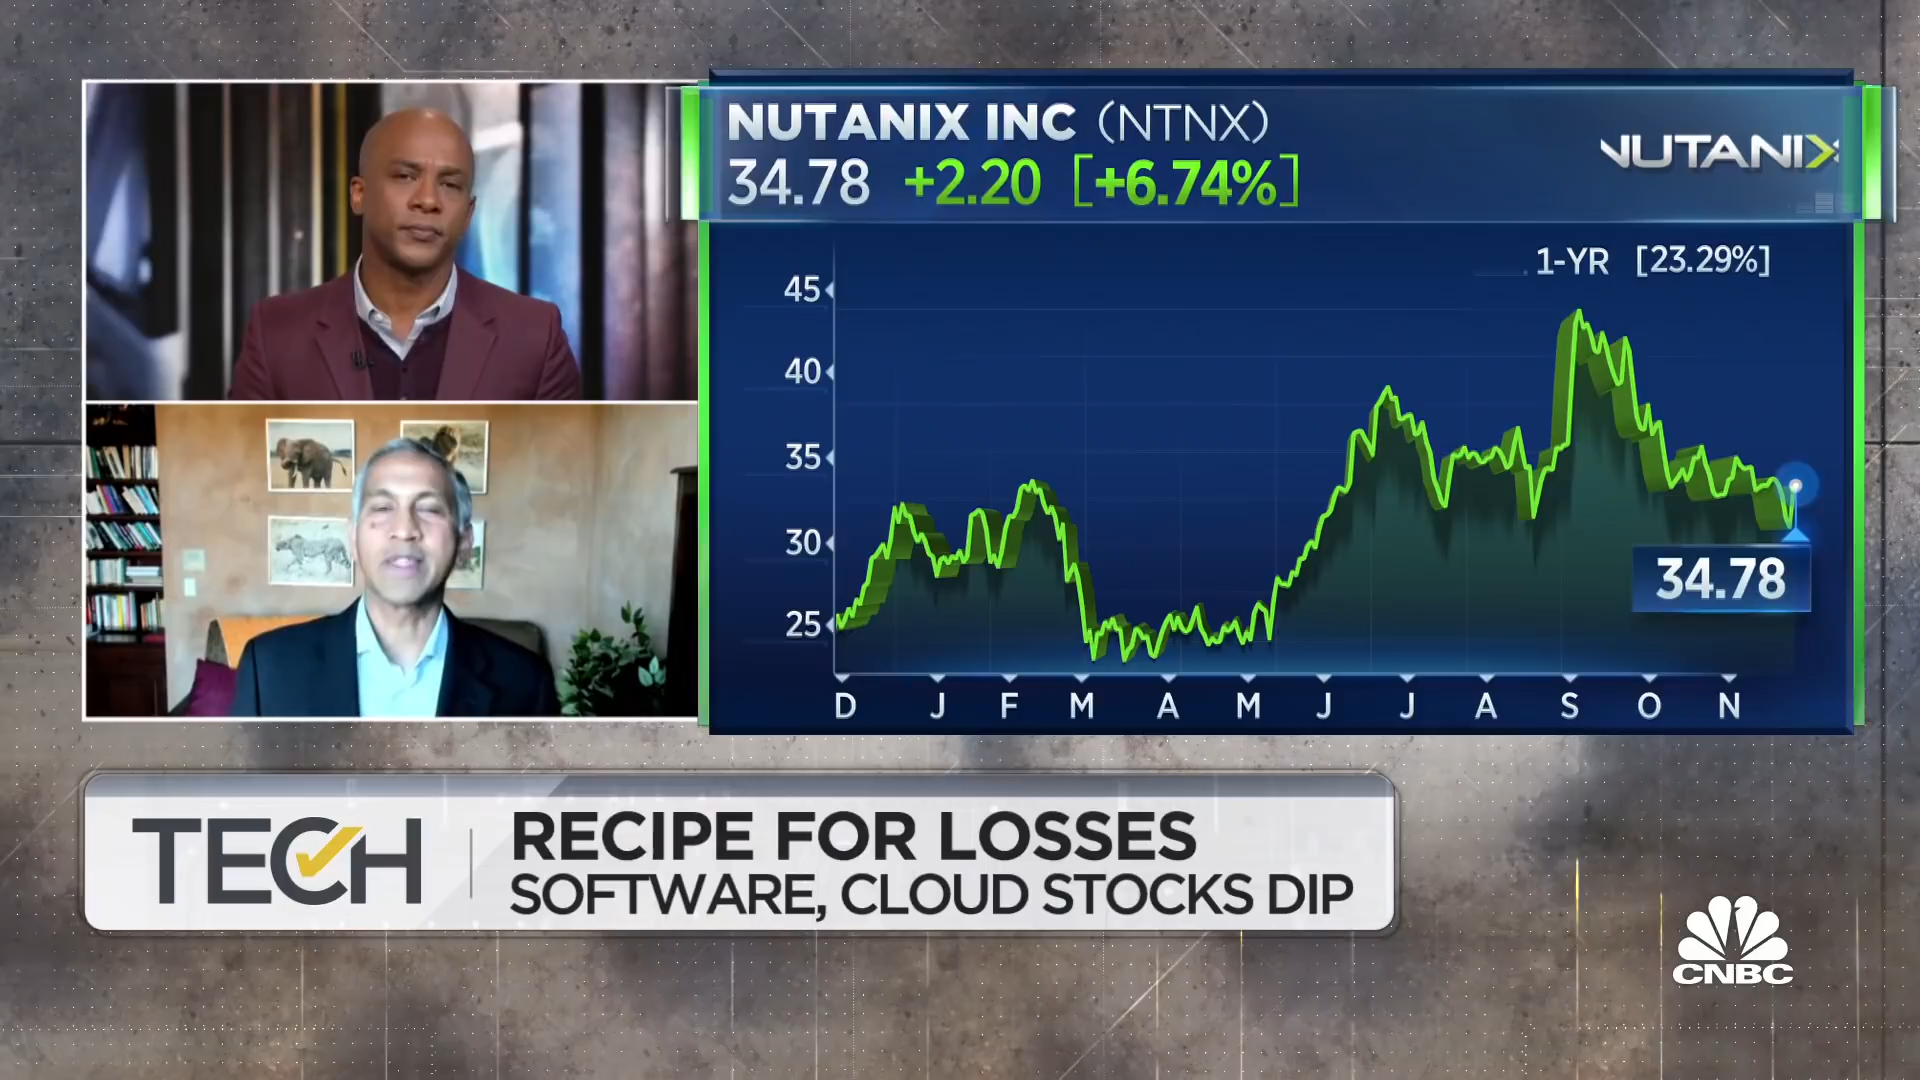 NUTANIX INC (NTNX)
34.78 +2.20 [+6.74%]
NUTANIX
1-YR [23.29%]
45
40
35
30
25
34.78
D J F M A M J J A S O N
TECH
RECIPE FOR LOSSES
SOFTWARE, CLOUD STOCKS DIP
CNBC